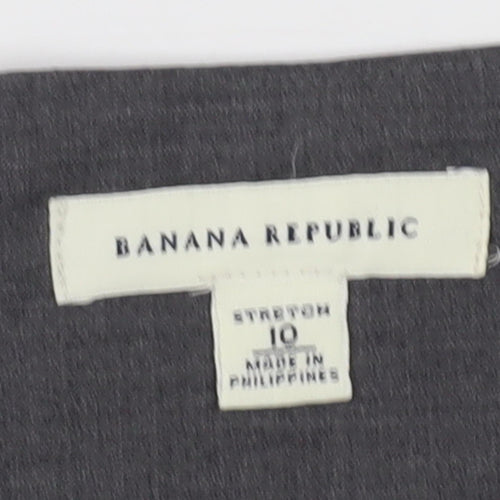 BANANA REPUBLIC
STRETCH
10
MADE IN
PHILIPPINES